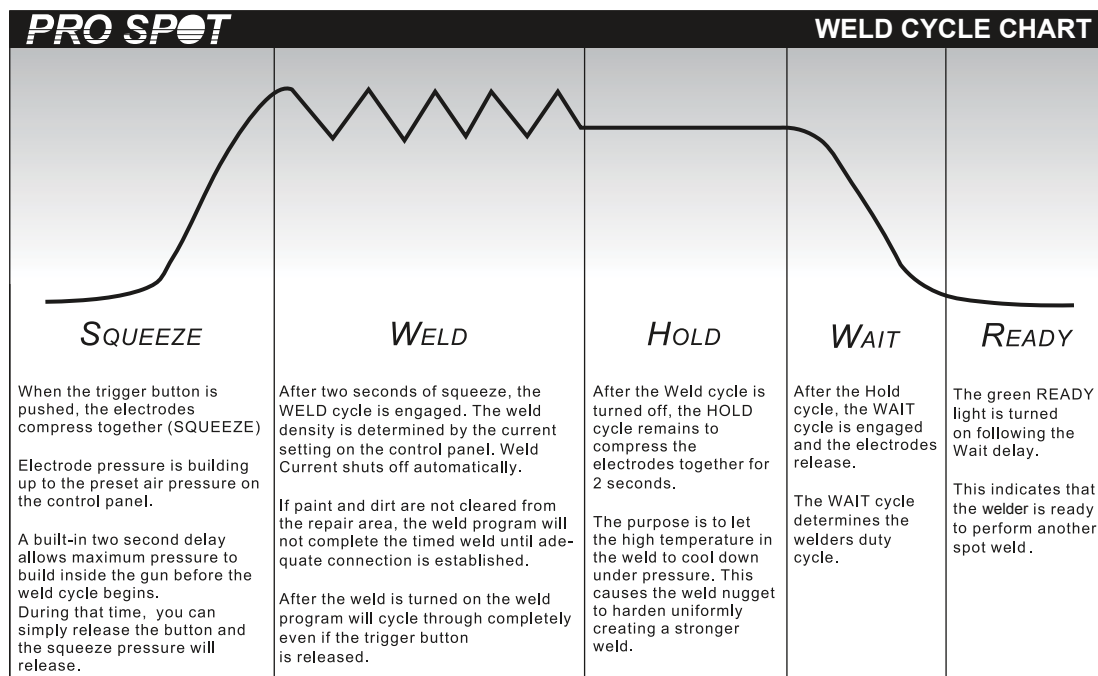 PRO SPOT
WELD CYCLE CHART
SQUEEZE
When the trigger button is
pushed, the electrodes
compress together (SQUEEZE)
Electrode pressure is building
up to the preset air pressure on
the control panel.
A built-in two second delay
allows maximum pressure to
build inside the gun before the
weld cycle begins.
During that time, you can
simply release the button and
the squeeze pressure will
release.
WELD
After two seconds of squeeze, the
WELD cycle is engaged. The weld
density is determined by the current
setting on the control panel. Weld
Current shuts off automatically.
If paint and dirt are not cleared from
the repair area, the weld program will
not complete the timed weld until ade-
quate connection is established.
After the weld is turned on the weld
program will cycle through completely
even if the trigger button
is released.
HOLD
After the Weld cycle is
turned off, the HOLD
cycle remains to
compress the
electrodes together for
2 seconds.
The purpose is to let
the high temperature in
the weld to cool down
under pressure. This
causes the weld nugget
to harden uniformly
creating a stronger
weld.
WAIT
After the Hold
cycle, the WAIT
cycle is engaged
and the electrodes
release.
The WAIT cycle
determines the
welders duty
cycle.
READY
The green READY
light is turned
on following the
Wait delay.
This indicates that
the welder is ready
to perform another
spot weld.